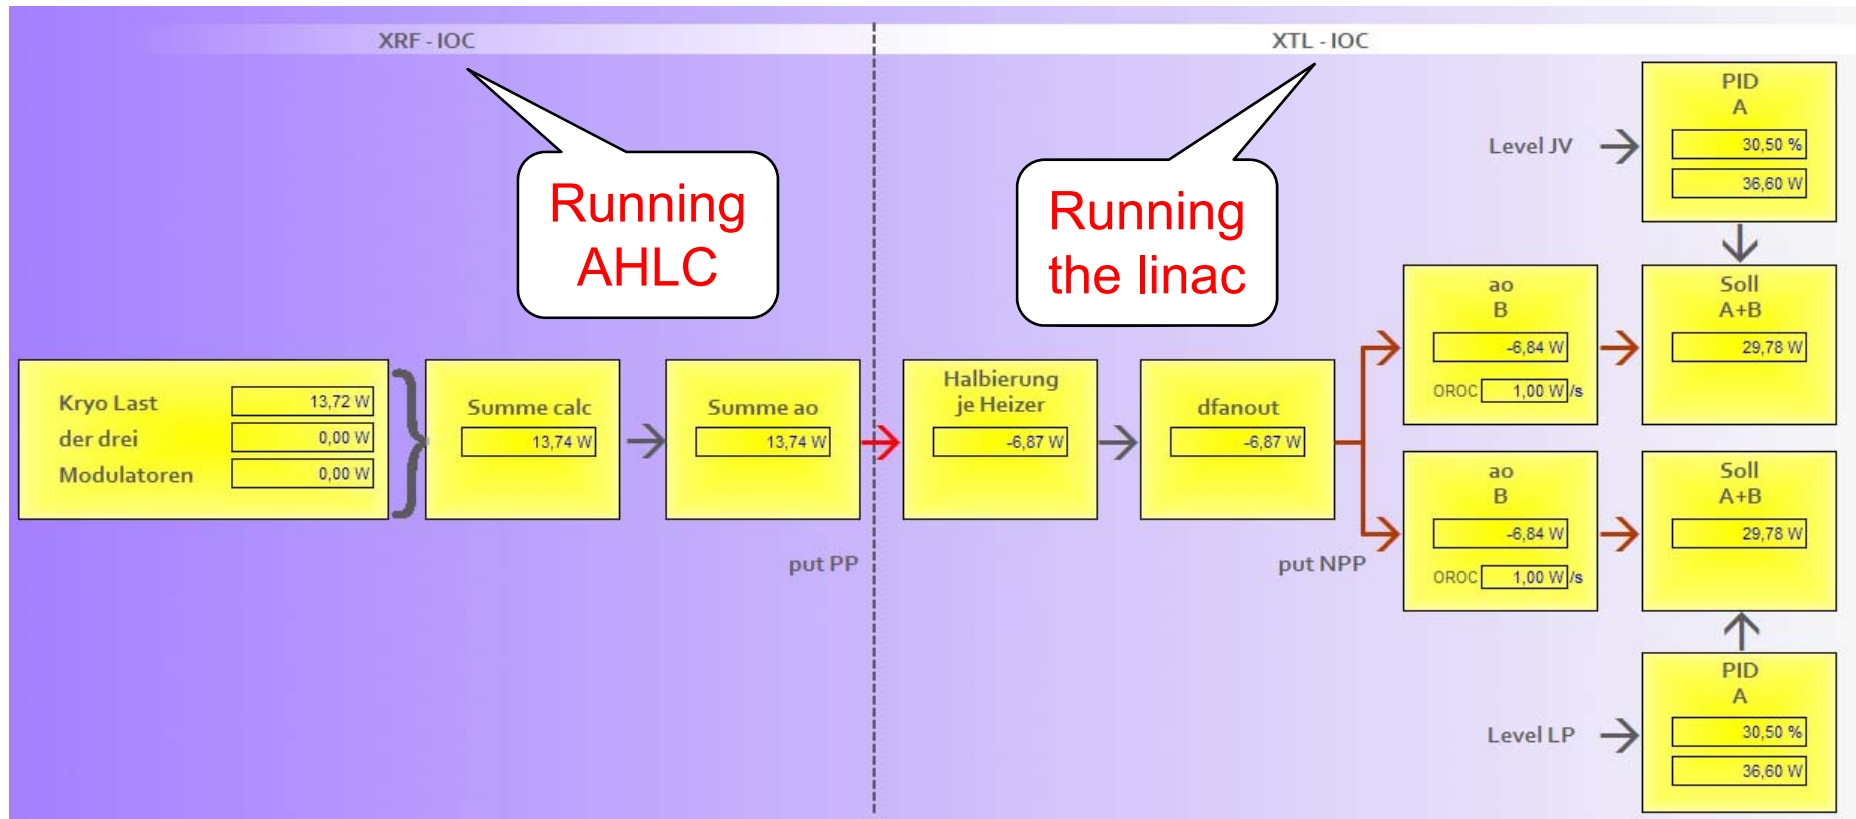 XRF - IOC
XTL - IOC
Running
AHLC
Running
the linac
PID
A
Level JV
30,50 %
36,60 W
ao
B
-6,84 W
OROC 1,00 W /s
Soll
A+B
29,78 W
Kryo Last 13,72 W
der drei 0,00 W
Modulatoren 0,00 W
Summe calc
13,74 W
Summe ao
13,74 W
Halbierung
je Heizer
-6,87 W
dfanout
-6,87 W
ao
B
-6,84 W
OROC 1,00 W /s
Soll
A+B
29,78 W
put PP
put NPP
PID
A
Level LP
30,50 %
36,60 W